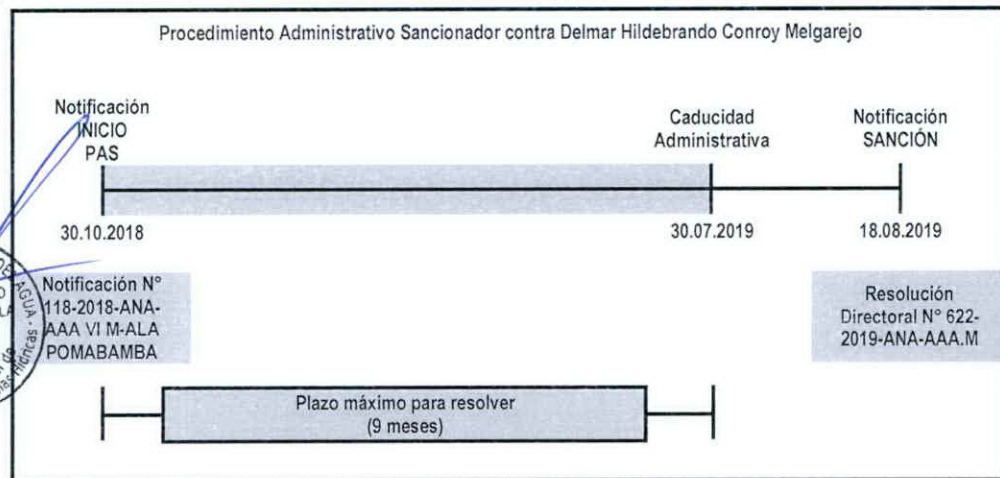 Procedimiento Administrativo Sancionador contra Delmar Hildebrando Conroy Melgarejo
Notificación
INICIO
PAS
Caducidad
Administrativa
Notificación
SANCIÓN
30.10.2018
30.07.2019
18.08.2019
Notificación N°
118-2018-ANA-
AAA VI M-ALA
POMABAMBA
Resolución
Directoral N° 622-
2019-ANA-AAA.M
Plazo máximo para resolver
(9 meses)
AGUA